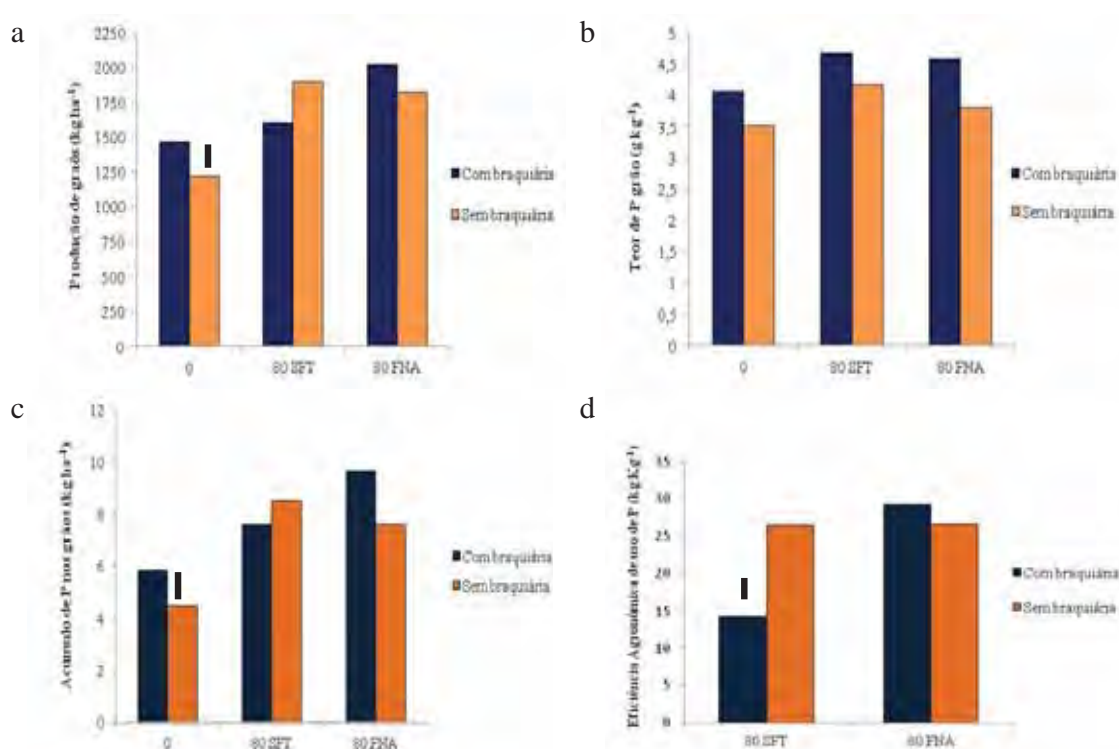 a
Produção de graõs (kg ha⁻¹)
2250
2000
1750
1500
1250
1000
750
500
250
0
0
80 SFT
80 FNA
Com braquiária
Sem braquiária
b
Teor de P grão (g kg⁻¹)
5
4,5
4
3,5
3
2,5
2
1,5
1
0,5
0
0
80 SFT
80 FNA
Com braquiária
Sem braquiária
c
Acúmulo de P nos grãos (kg ha⁻¹)
12
10
8
6
4
2
0
0
80 SFT
80 FNA
Com braquiária
Sem braquiária
d
Eficiência Agronômica de uso de P (kg Kg⁻¹)
35
30
25
20
15
10
5
0
80 SFT
80 FNA
Com braquiária
Sem braquiária